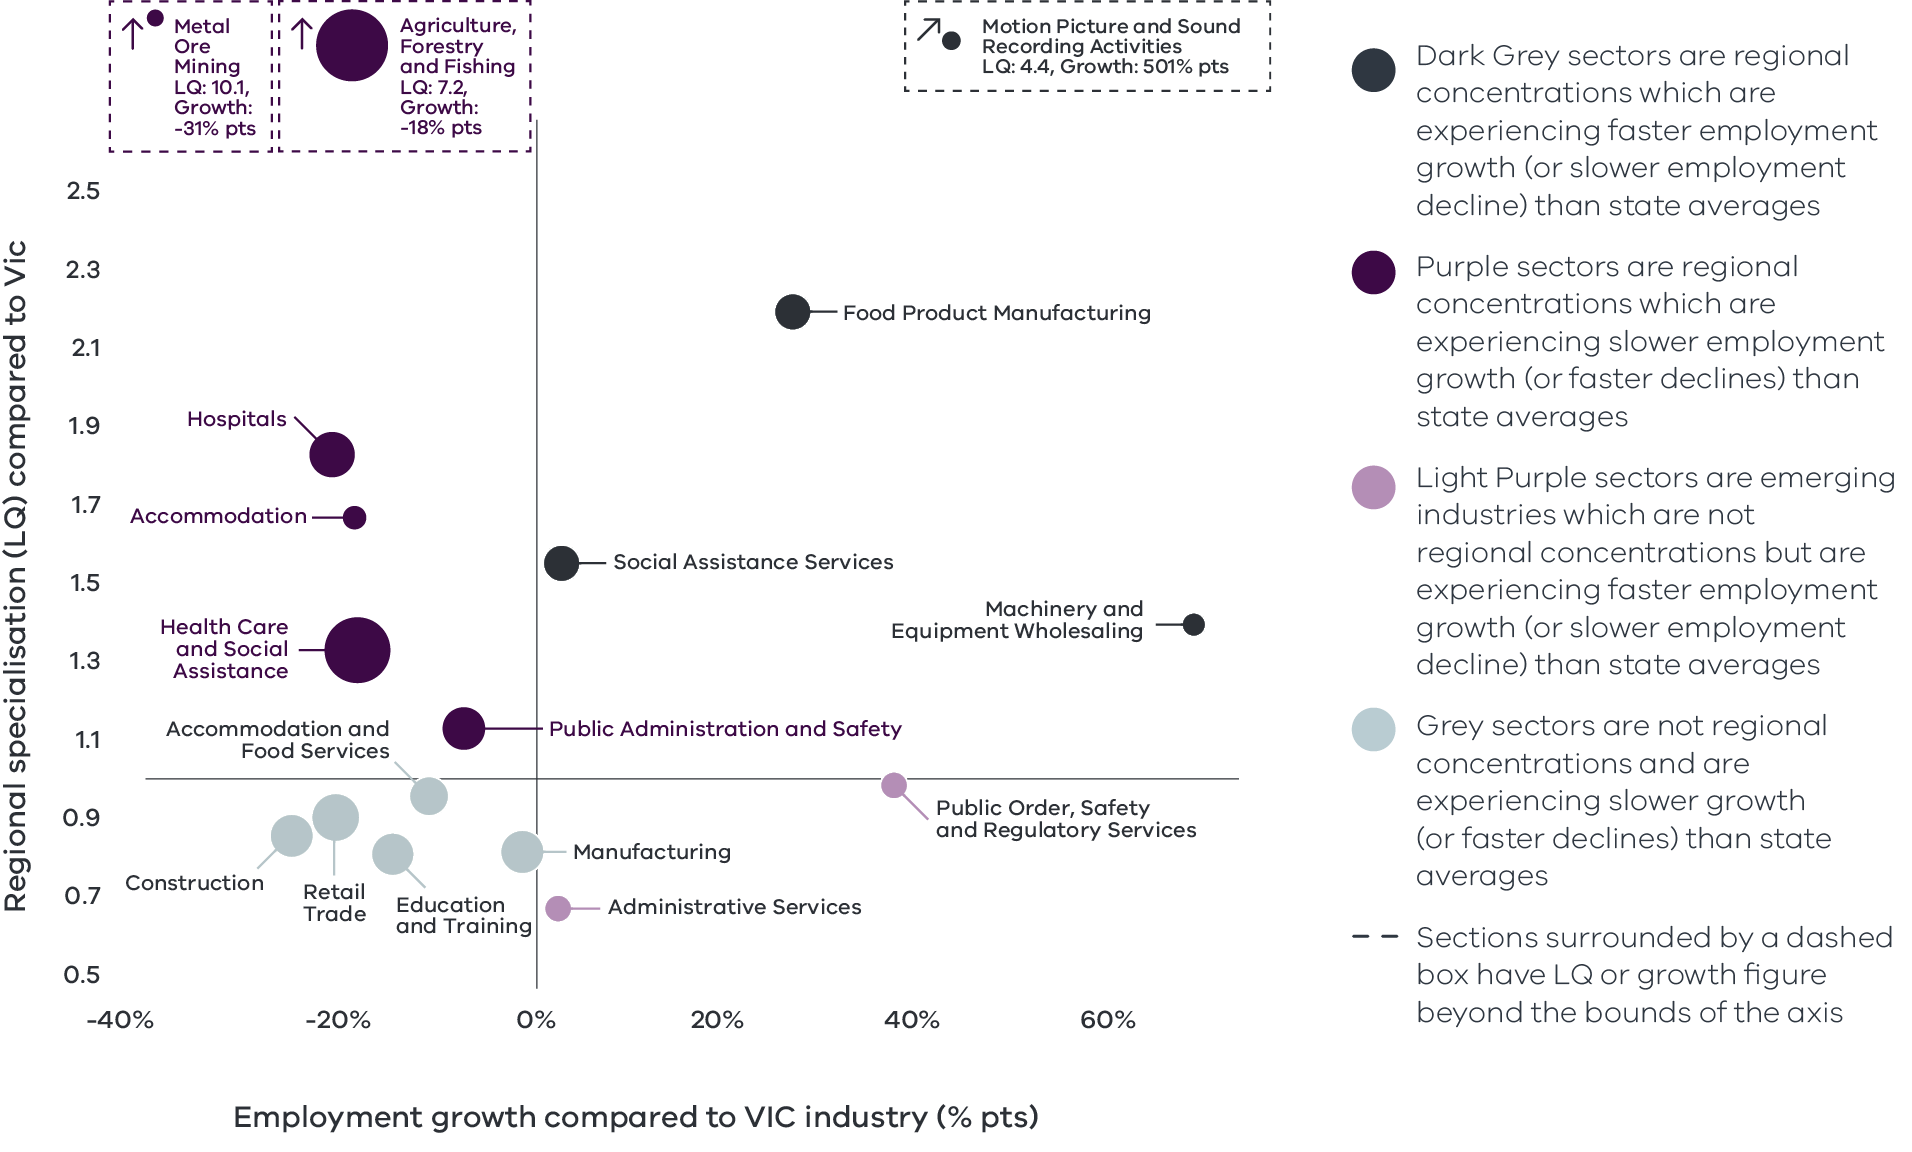 Metal
Ore
Mining
LQ: 10.1,
Growth:
-31% pts
Agriculture,
Forestry
and Fishing
LQ: 7.2,
Growth:
-18% pts
Motion Picture and Sound
Recording Activities
LQ: 4.4, Growth: 501% pts
Regional specialisation (LQ) compared to Vic
2.5
2.3
2.1
1.9
1.7
1.5
1.3
1.1
0.9
0.7
0.5
Food Product Manufacturing
Hospitals
Accommodation
Social Assistance Services
Machinery and
Equipment Wholesaling
Health Care
and Social
Assistance
Accommodation and
Food Services
Public Administration and Safety
Public Order, Safety
and Regulatory Services
Construction
Retail
Trade
Education
and Training
Manufacturing
Administrative Services
-40%
-20%
0%
20%
40%
60%
Employment growth compared to VIC industry (% pts)
Dark Grey sectors are regional
concentrations which are
experiencing faster employment
growth (or slower employment
decline) than state averages
Purple sectors are regional
concentrations which are
experiencing slower employment
growth (or faster declines) than
state averages
Light Purple sectors are emerging
industries which are not
regional concentrations but are
experiencing faster employment
growth (or slower employment
decline) than state averages
Grey sectors are not regional
concentrations and are
experiencing slower growth
(or faster declines) than state
averages
Sections surrounded by a dashed
box have LQ or growth figure
beyond the bounds of the axis